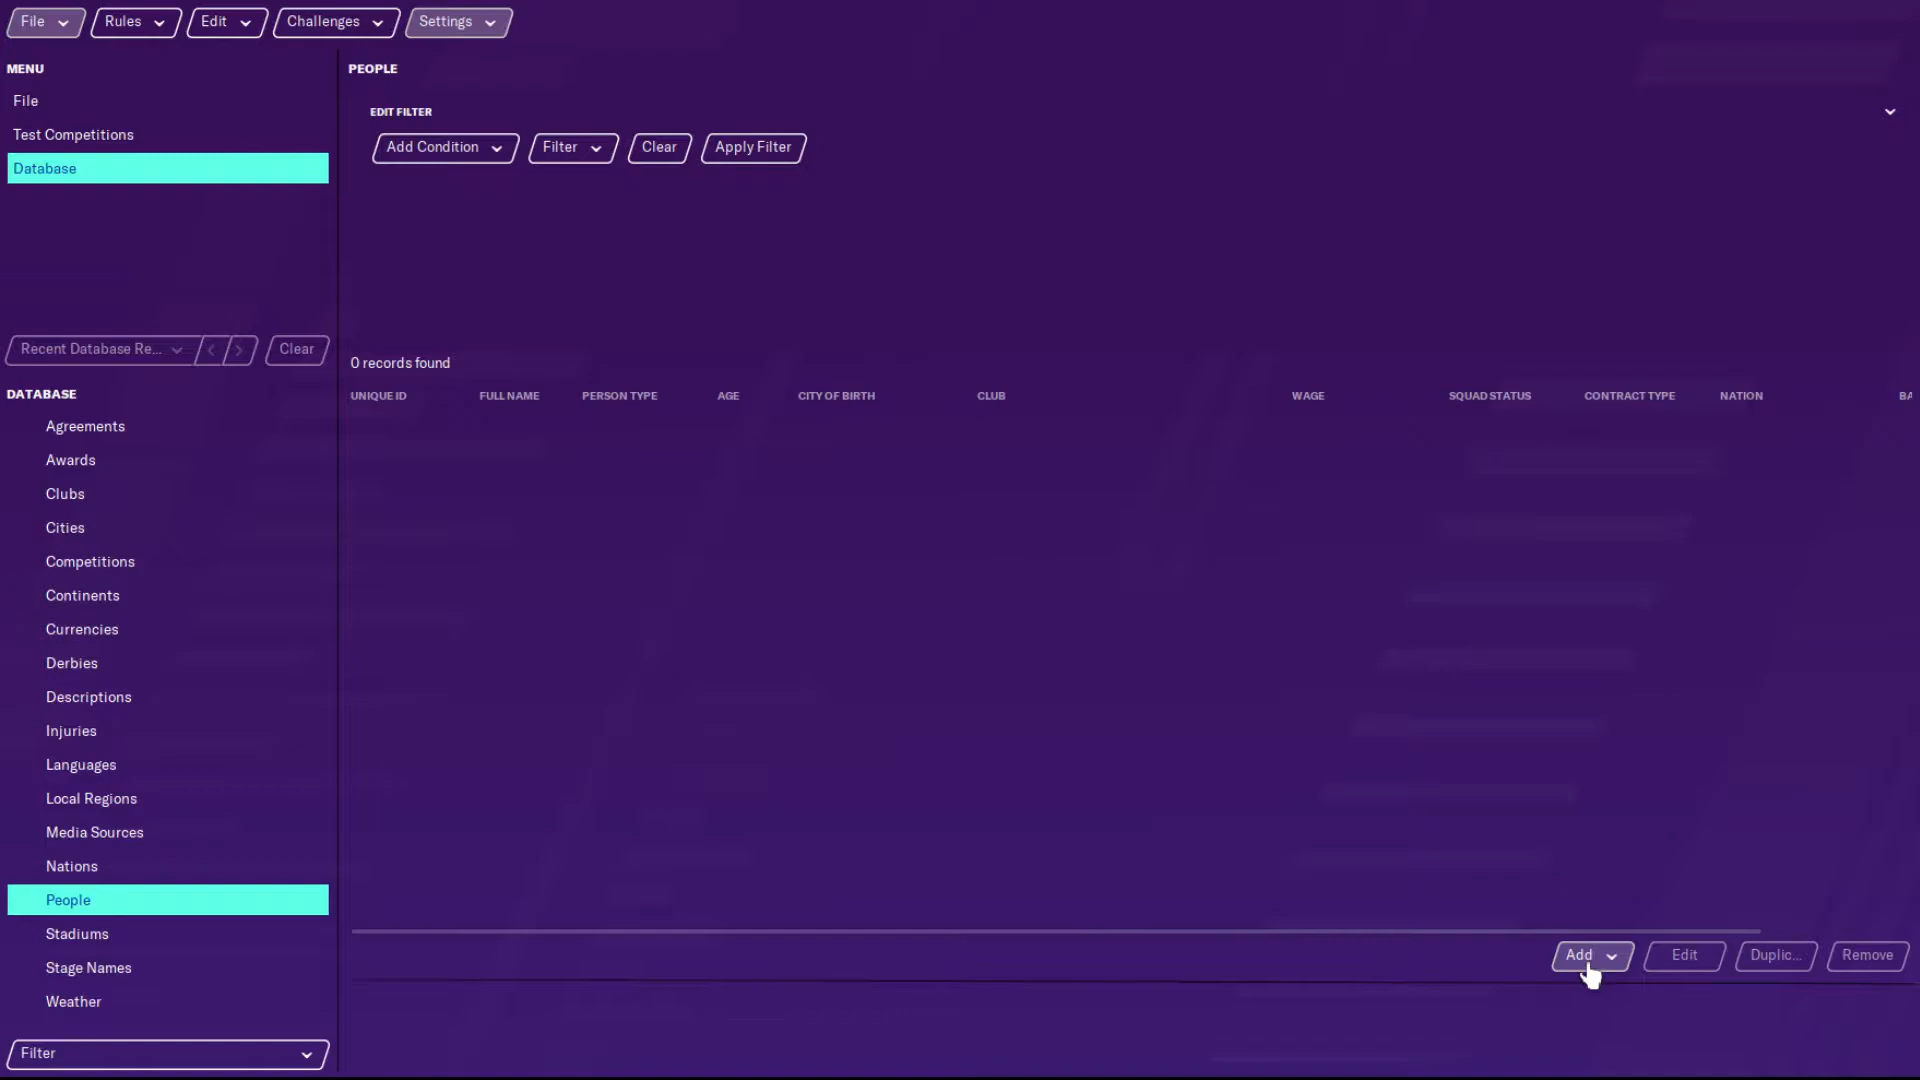 File
Rules
Edit
Challenges
Settings
MENU
File
Test Competitions
Database
Recent Database Re...
Clear
DATABASE
Agreements
Awards
Clubs
Cities
Competitions
Continents
Currencies
Derbies
Descriptions
Injuries
Languages
Local Regions
Media Sources
Nations
People
Stadiums
Stage Names
Weather
Filter
PEOPLE
EDIT FILTER
Add Condition
Filter
Clear
Apply Filter
0 records found
UNIQUE ID
FULL NAME
PERSON TYPE
AGE
CITY OF BIRTH
CLUB
WAGE
SQUAD STATUS
CONTRACT TYPE
NATION
BA
Add
Edit
Duplic...
Remove